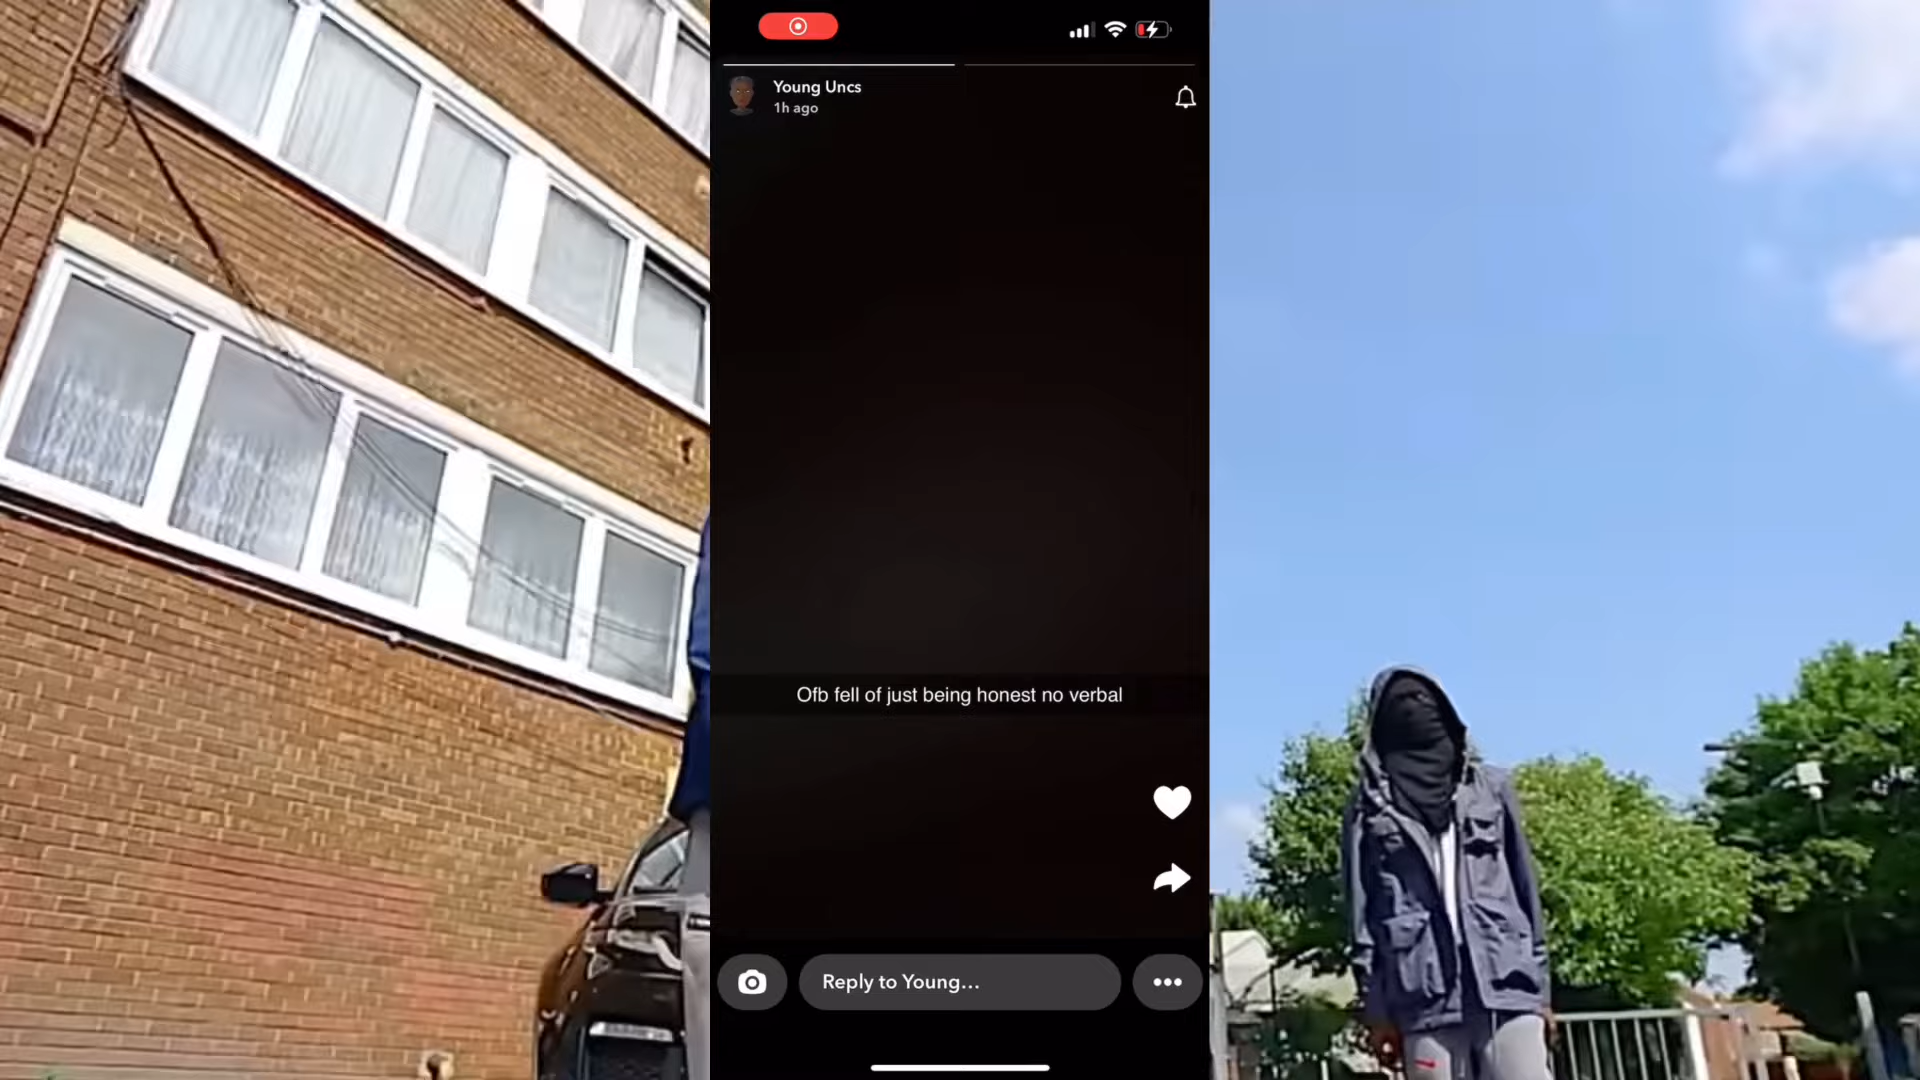 Young Uncs
1h ago
Ofb fell of just being honest no verbal
Reply to Young...